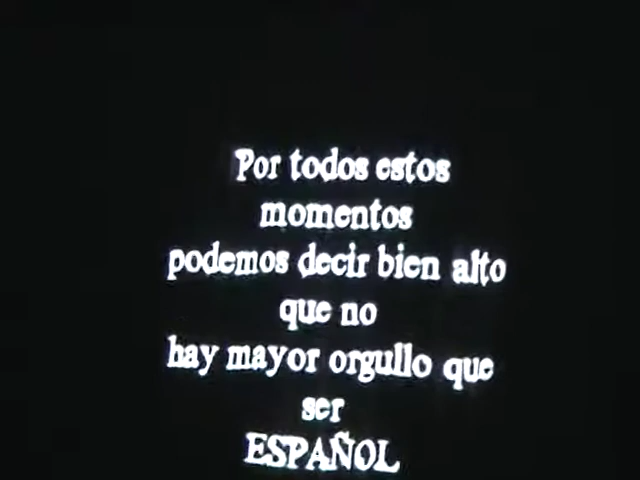 Por todos estos
momentos
podemos decir bien alto
que no
hay mayor orgullo que
ser
ESPAÑOL